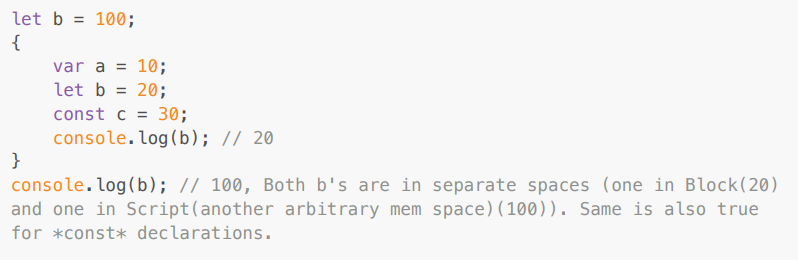 let b = 100;
{
    var a = 10;
    let b = 20;
    const c = 30;
    console.log(b); // 20
}
console.log(b); // 100, Both b's are in separate spaces (one in Block(20)
and one in Script(another arbitrary mem space)(100)). Same is also true
for *const* declarations.